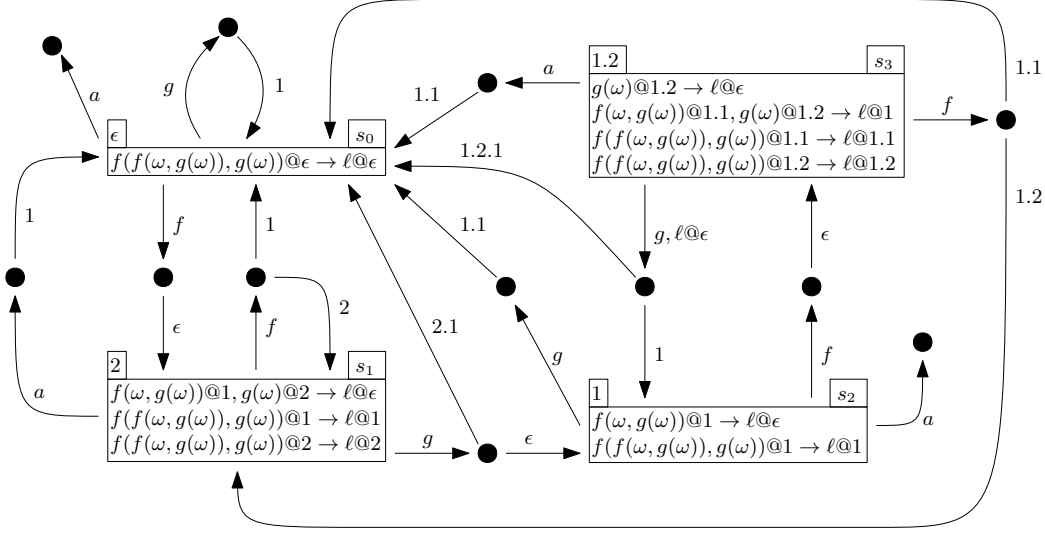 1.1
1.2 s₃
g(ω)@1.2 → ℓ@ϵ
f(ω, g(ω))@1.1, g(ω)@1.2 → ℓ@1
f(f(ω, g(ω)), g(ω))@1.1 → ℓ@1.1
f(f(ω, g(ω)), g(ω))@1.2 → ℓ@1.2
a
g
1
a
1.1
f
ϵ s₀
f(f(ω, g(ω)), g(ω))@ϵ → ℓ@ϵ
1.2.1
1.2
1
f
1
1.1
g, ℓ@ϵ
ϵ
ϵ
f
2
2.1
g
1
f
2 s₁
f(ω, g(ω))@1, g(ω)@2 → ℓ@ϵ
f(f(ω, g(ω)), g(ω))@1 → ℓ@1
f(f(ω, g(ω)), g(ω))@2 → ℓ@2
a
g
ϵ
1 s₂
f(ω, g(ω))@1 → ℓ@ϵ
f(f(ω, g(ω)), g(ω))@1 → ℓ@1
a